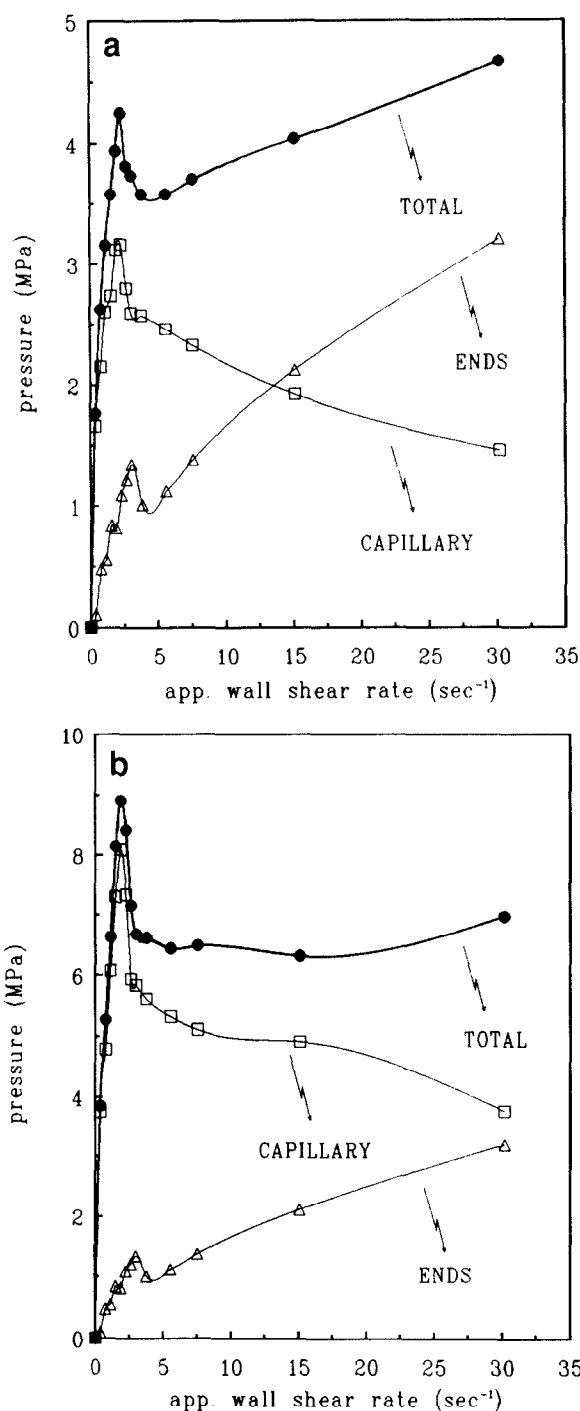 a
5
4
3
2
1
0
pressure (MPa)
TOTAL
ENDS
CAPILLARY
0 5 10 15 20 25 30 35
app. wall shear rate (sec⁻¹)
b
10
8
6
4
2
0
pressure (MPa)
TOTAL
CAPILLARY
ENDS
0 5 10 15 20 25 30 35
app. wall shear rate (sec⁻¹)